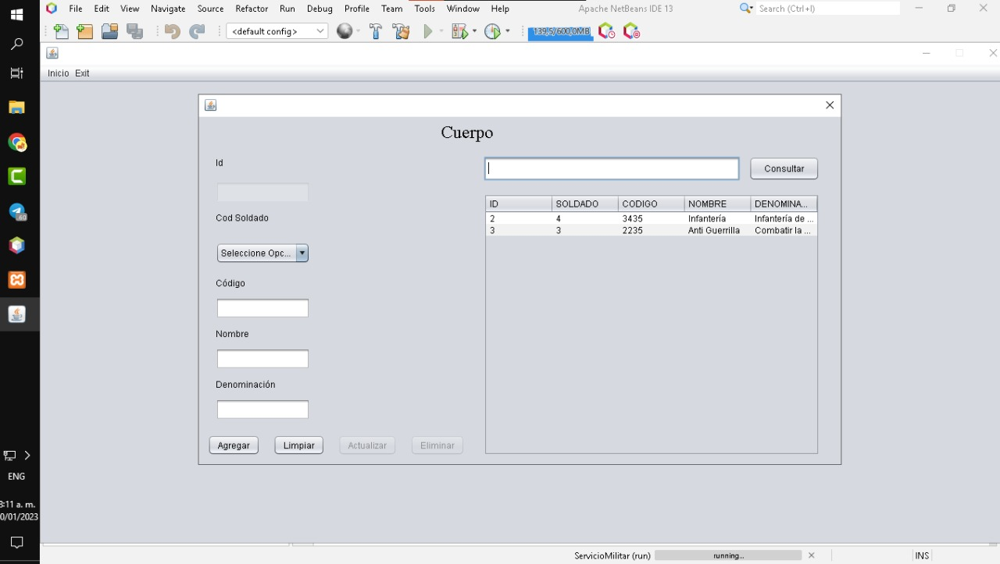 File Edit View Navigate Source Refactor Run Debug Profile Team Tools Window Help Apache NetBeans IDE 13 Search (Ctrl+I)
<default config> 139,5/600,0MB
Inicio Exit
Cuerpo
Id
Consultar
Cod Soldado
Seleccione Opc...
Código
Nombre
Denominación
Agregar Limpiar Actualizar Eliminar
ID SOLDADO CODIGO NOMBRE DENOMINA...
2 4 3435 Infantería Infantería de ...
3 3 2235 Anti Guerrilla Combatir la ...
60
ENG
8:11 a. m.
0/01/2023
ServicioMilitar (run) running... INS